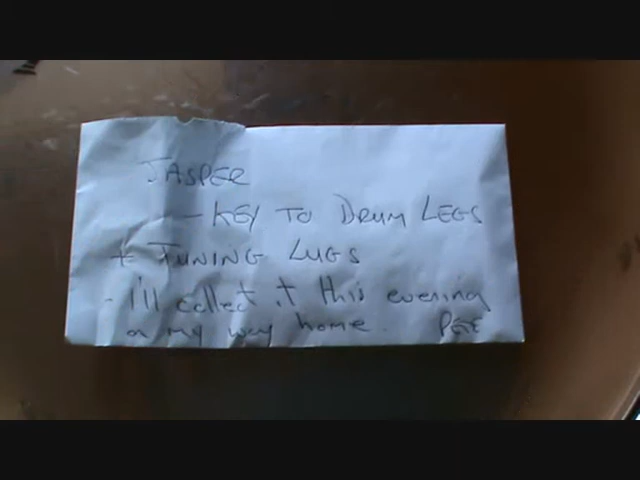 JASPER
- KEY TO DRUM LEGS
+ TUNING LUGS
- I'll collect it this evening
on my way home. PETE